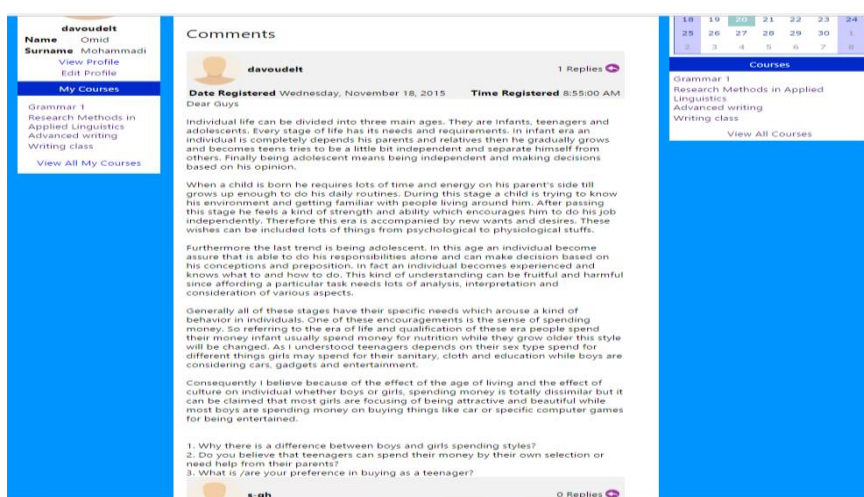 davoudelt
Name Omid
Surname Mohammadi
View Profile
Edit Profile
My Courses
Grammar 1
Research Methods in
Applied Linguistics
Advanced writing
Writing class
View All My Courses
Comments
davoudelt 1 Replies
Date Registered Wednesday, November 18, 2015 Time Registered 8:55:00 AM
Dear Guys
Individual life can be divided into three main ages. They are Infants, teenagers and
adolescents. Every stage of life has its needs and requirements. In infant era an
individual is completely depends his parents and relatives then he gradually grows
and becomes teens tries to be a little bit independent and separate himself from
others. Finally being adolescent means being independent and making decisions
based on his opinion.
When a child is born he requires lots of time and energy on his parent's side till
grows up enough to do his daily routines. During this stage a child is trying to know
his environment and getting familiar with people living around him. After passing
this stage he feels a kind of strength and ability which encourages him to do his job
independently. Therefore this era is accompanied by new wants and desires. These
wishes can be included lots of things from psychological to physiological stuffs.
Furthermore the last trend is being adolescent. In this age an individual become
assure that is able to do his responsibilities alone and can make decision based on
his conceptions and preposition. In fact an individual becomes experienced and
knows what to and how to do. This kind of understanding can be fruitful and harmful
since affording a particular task needs lots of analysis, interpretation and
consideration of various aspects.
Generally all of these stages have their specific needs which arouse a kind of
behavior in individuals. One of these encouragements is the sense of spending
money. So referring to the era of life and qualification of these era people spend
their money infant usually spend money for nutrition while they grow older this style
will be changed. As I understood teenagers depends on their sex type spend for
different things girls may spend for their sanitary, cloth and education while boys are
considering cars, gadgets and entertainment.
Consequently I believe because of the effect of the age of living and the effect of
culture on individual whether boys or girls, spending money is totally dissimilar but it
can be claimed that most girls are focusing of being attractive and beautiful while
most boys are spending money on buying things like car or specific computer games
for being entertained.
1. Why there is a difference between boys and girls spending styles?
2. Do you believe that teenagers can spend their money by their own selection or
need help from their parents?
3. What is /are your preference in buying as a teenager?
s-gh 0 Replies
18 19 20 21 22 23 24
25 26 27 28 29 30 1
2 3 4 5 6 7 8
Courses
Grammar 1
Research Methods in Applied
Linguistics
Advanced writing
Writing class
View All Courses